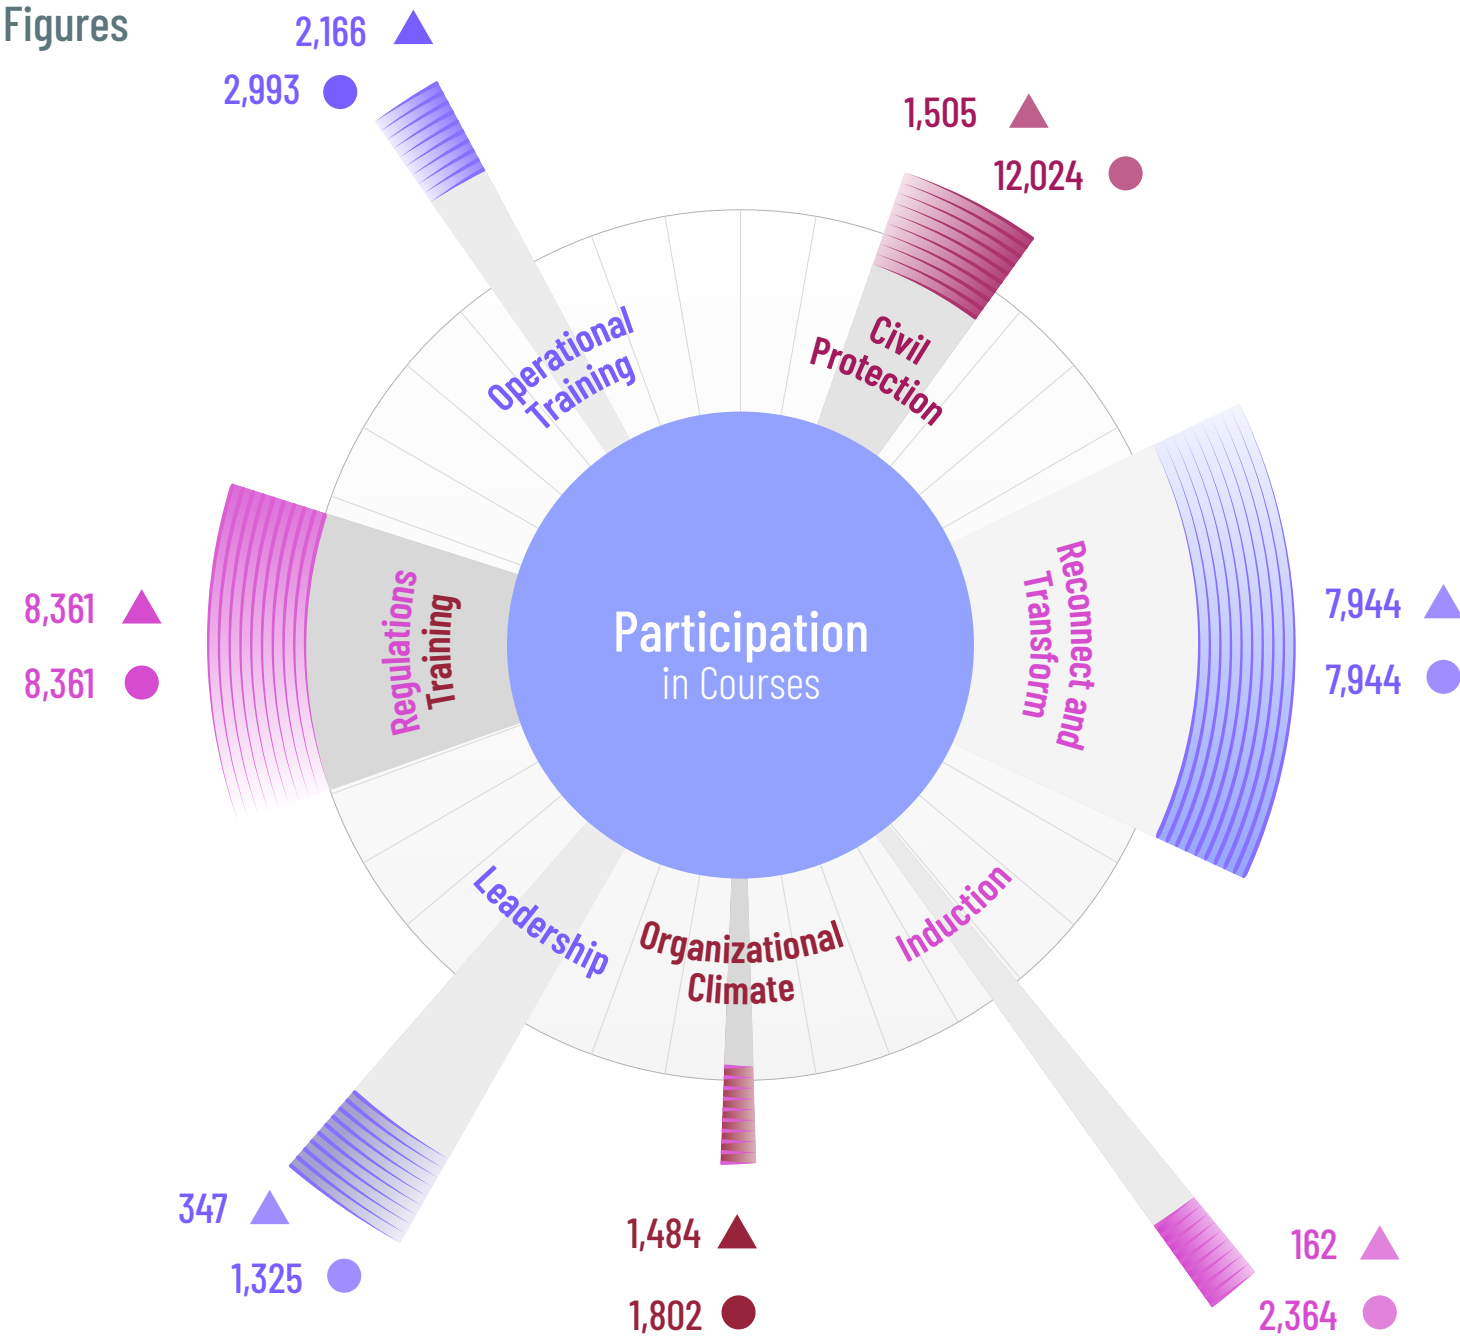 Figures
2,166
2,993
1,505
12,024
Operational
Training
Civil
Protection
Reconnect and
Transform
7,944
7,944
Regulations
Training
8,361
8,361
Participation
in Courses
Leadership
Organizational
Climate
Induction
347
1,325
1,484
1,802
162
2,364